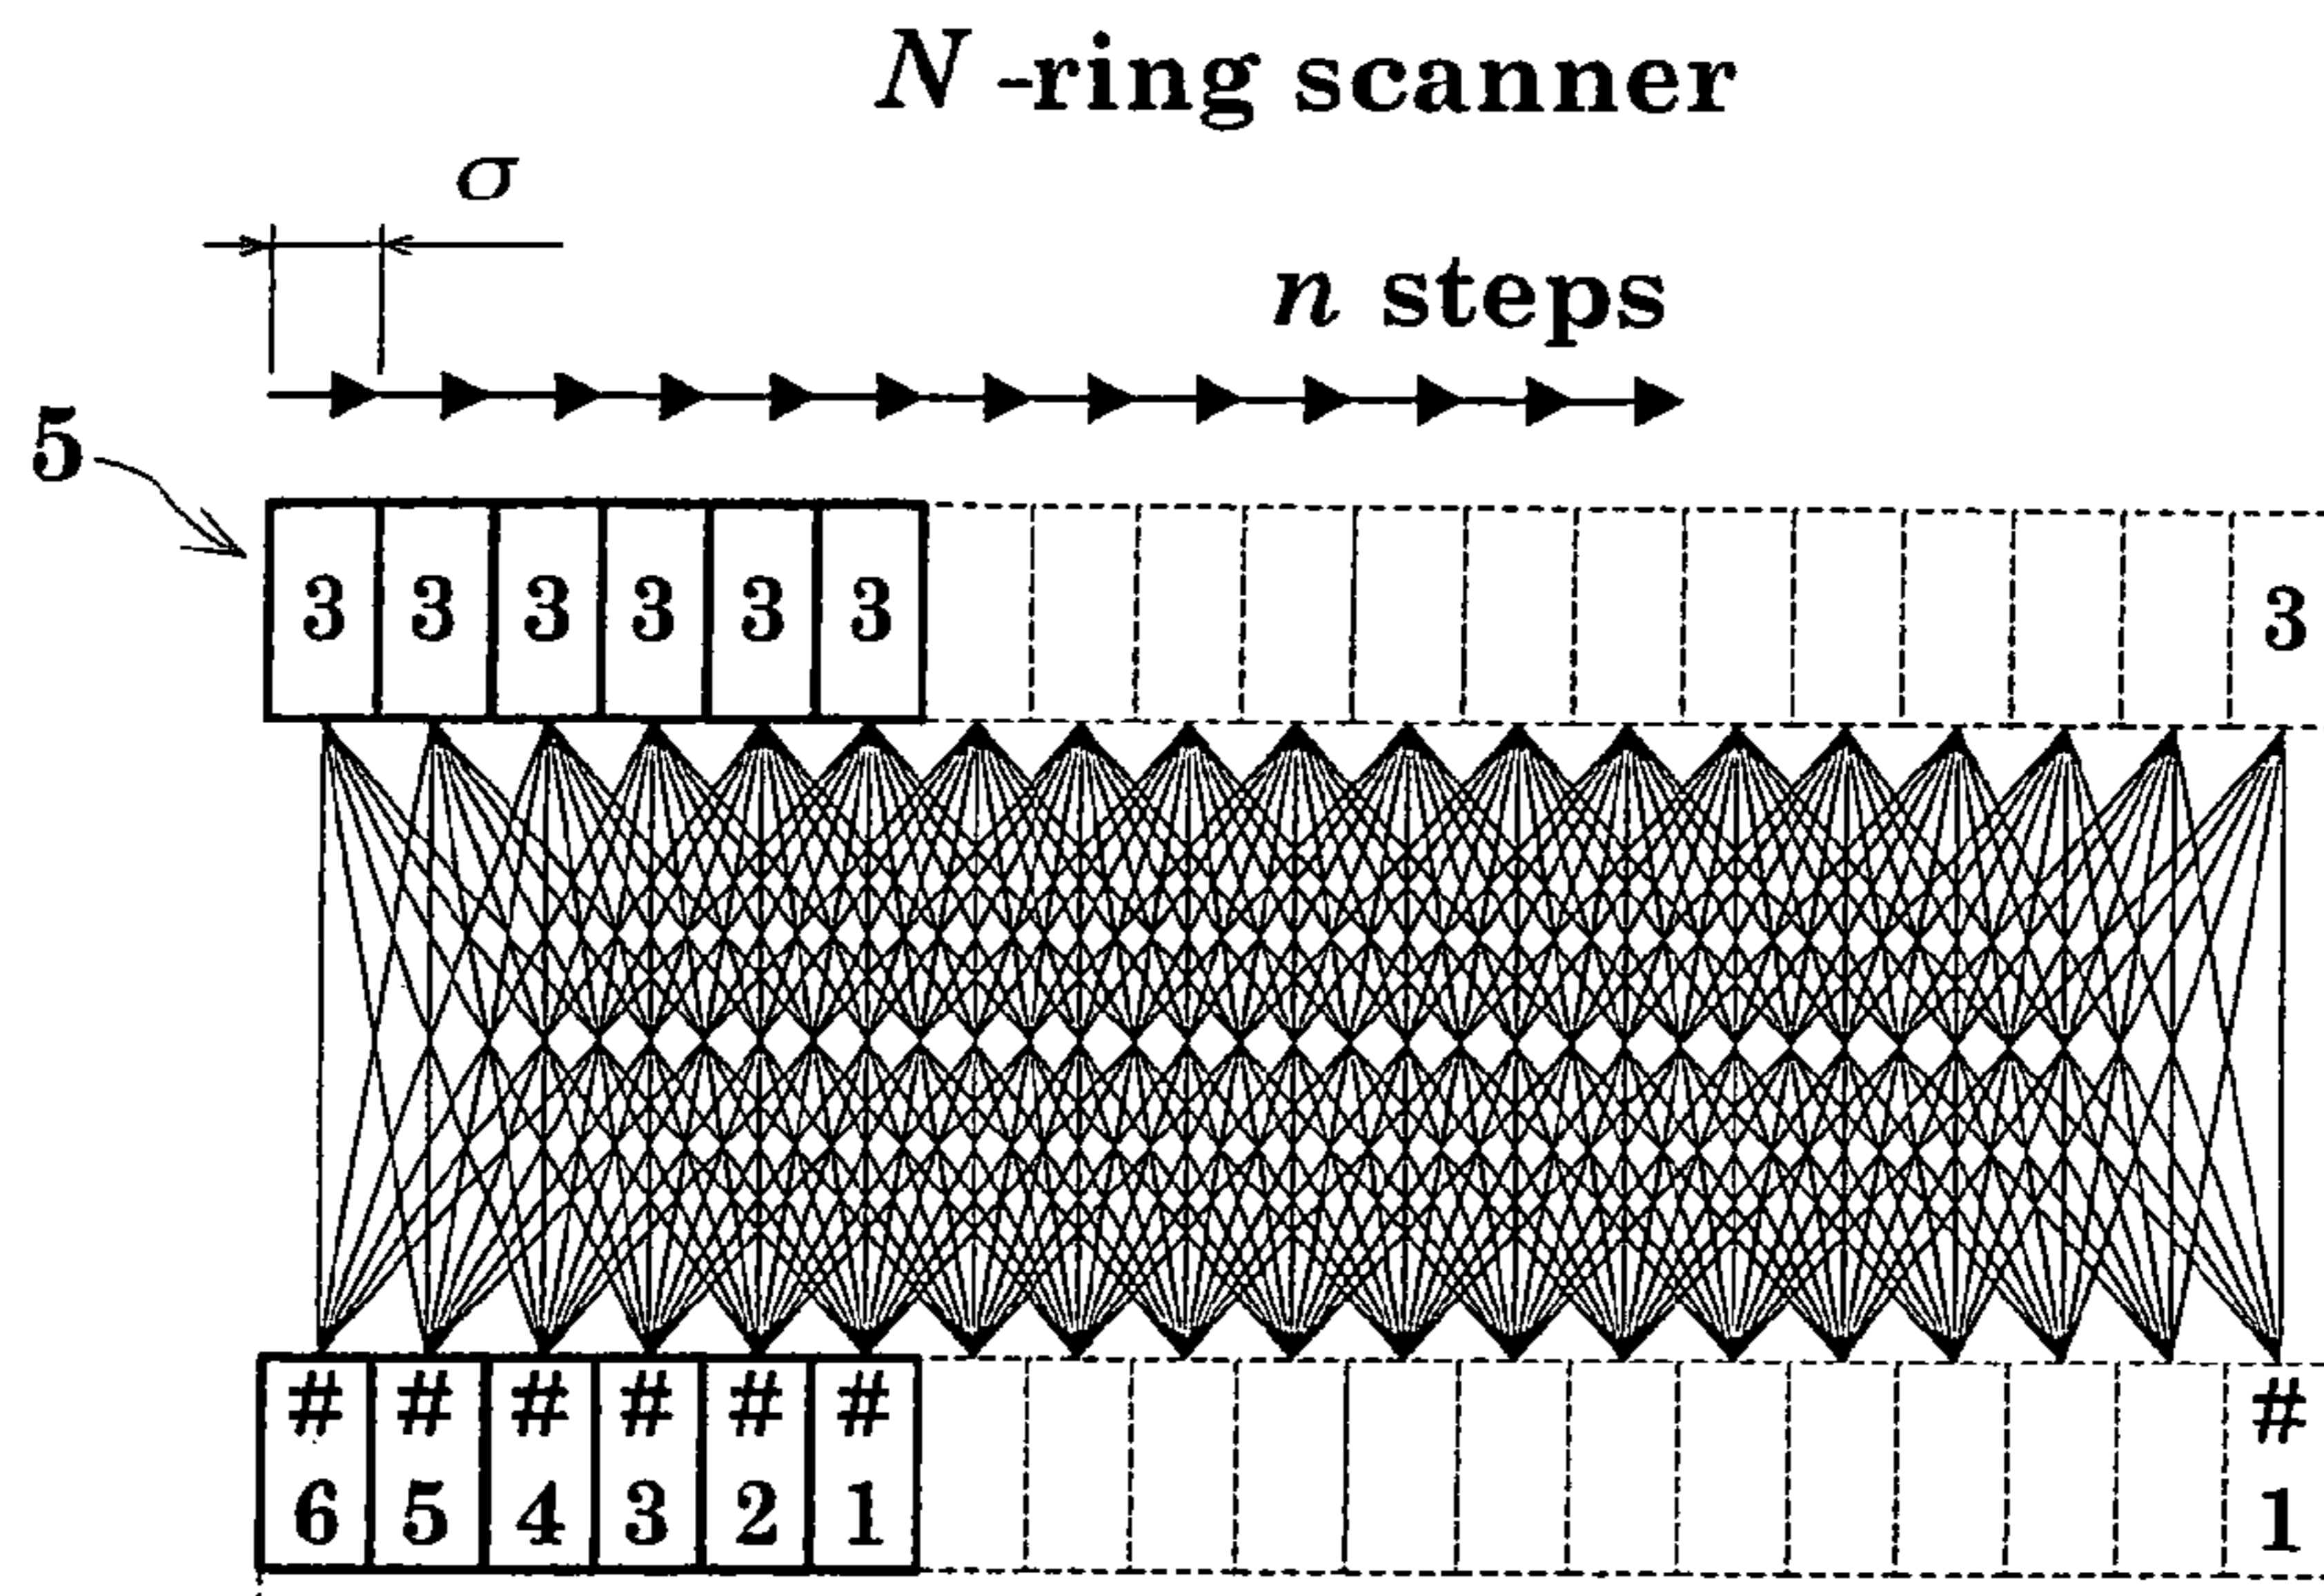 N -ring scanner
σ
n steps
5
3 3 3 3 3 3 3
# # # # # # #
6 5 4 3 2 1 1